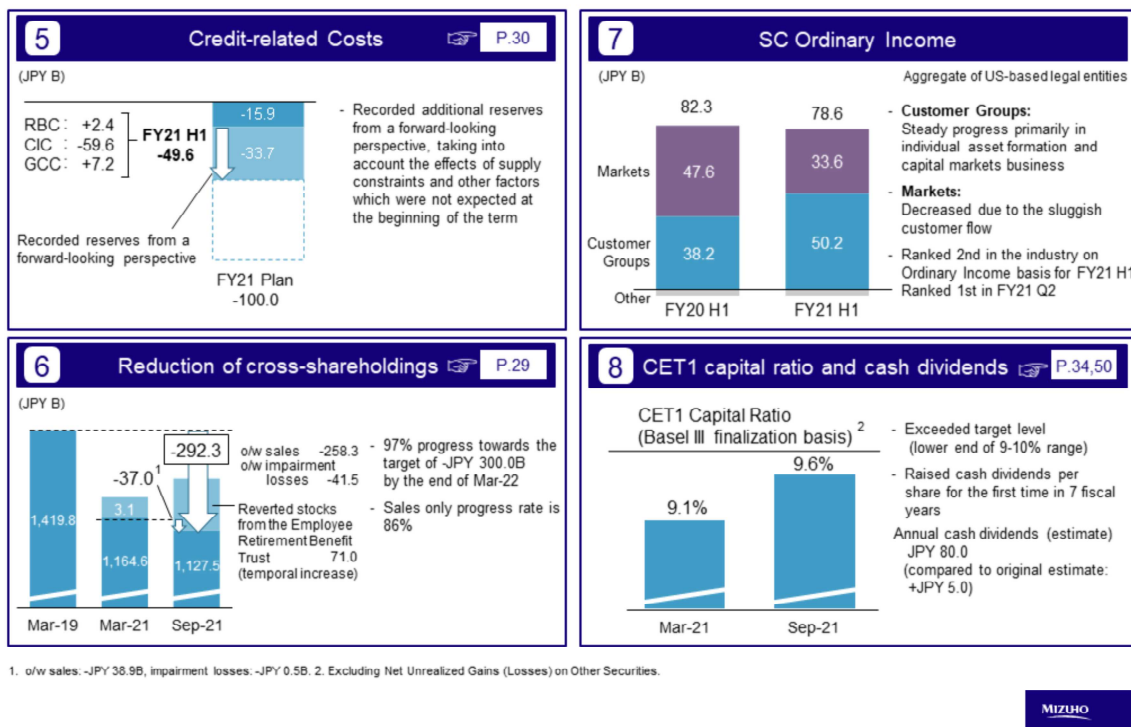 5 Credit-related Costs ☞ P.30
(JPY B)
RBC: +2.4
CIC: -59.6
GCC: +7.2
FY21 H1
-49.6
-15.9
-33.7
Recorded reserves from a
forward-looking perspective
FY21 Plan
-100.0
- Recorded additional reserves
from a forward-looking
perspective, taking into
account the effects of supply
constraints and other factors
which were not expected at
the beginning of the term
7 SC Ordinary Income
(JPY B)
Aggregate of US-based legal entities
82.3 78.6
Markets 47.6 33.6
Customer
Groups 38.2 50.2
Other
FY20 H1 FY21 H1
- Customer Groups:
Steady progress primarily in
individual asset formation and
capital markets business
- Markets:
Decreased due to the sluggish
customer flow
- Ranked 2nd in the industry on
Ordinary Income basis for FY21 H1
Ranked 1st in FY21 Q2
6 Reduction of cross-shareholdings ☞ P.29
(JPY B)
-292.3
-37.0¹
3.1
1,419.8
1,164.6
1,127.5
Mar-19 Mar-21 Sep-21
o/w sales -258.3
o/w impairment
losses -41.5
Reverted stocks
from the Employee
Retirement Benefit
Trust 71.0
(temporal increase)
- 97% progress towards the
target of -JPY 300.0B
by the end of Mar-22
- Sales only progress rate is
86%
8 CET1 capital ratio and cash dividends ☞ P.34,50
CET1 Capital Ratio
(Basel III finalization basis) ²
9.1%
9.6%
Mar-21 Sep-21
- Exceeded target level
(lower end of 9-10% range)
- Raised cash dividends per
share for the first time in 7 fiscal
years
Annual cash dividends (estimate)
JPY 80.0
(compared to original estimate:
+JPY 5.0)
1. o/w sales: -JPY 38.9B, impairment losses: -JPY 0.5B. 2. Excluding Net Unrealized Gains (Losses) on Other Securities.
MIZUHO